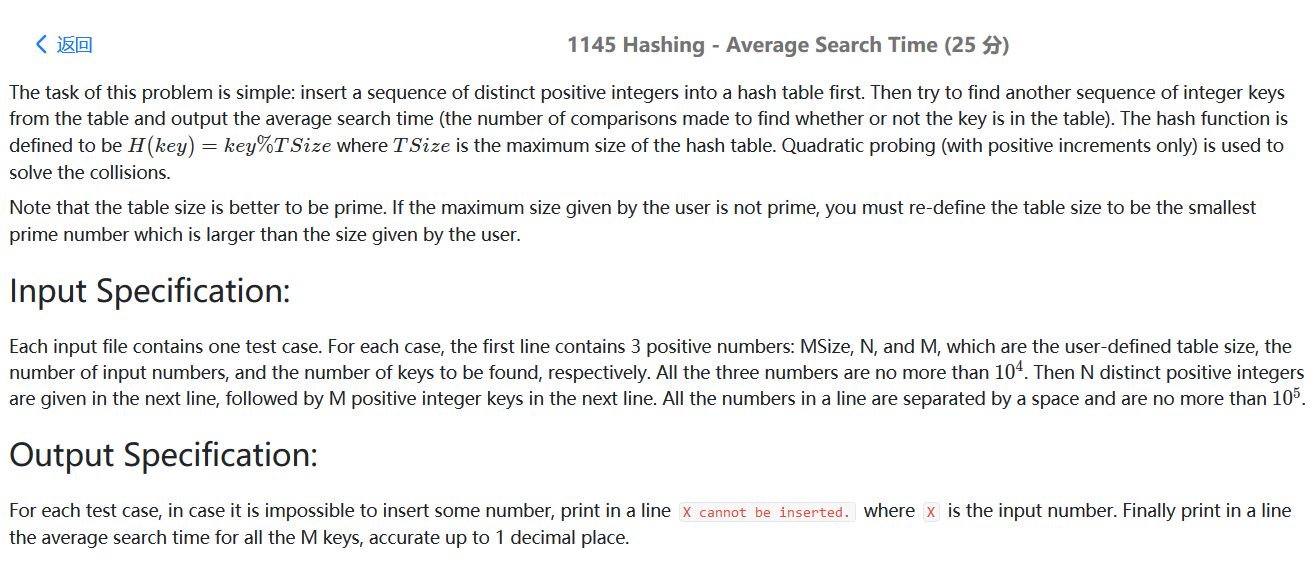 返回
1145 Hashing - Average Search Time (25 分)
The task of this problem is simple: insert a sequence of distinct positive integers into a hash table first. Then try to find another sequence of integer keys
from the table and output the average search time (the number of comparisons made to find whether or not the key is in the table). The hash function is
defined to be H(key) = key%TSize where TSize is the maximum size of the hash table. Quadratic probing (with positive increments only) is used to
solve the collisions.
Note that the table size is better to be prime. If the maximum size given by the user is not prime, you must re-define the table size to be the smallest
prime number which is larger than the size given by the user.
Input Specification:
Each input file contains one test case. For each case, the first line contains 3 positive numbers: MSize, N, and M, which are the user-defined table size, the
number of input numbers, and the number of keys to be found, respectively. All the three numbers are no more than 10⁴. Then N distinct positive integers
are given in the next line, followed by M positive integer keys in the next line. All the numbers in a line are separated by a space and are no more than 10⁵.
Output Specification:
For each test case, in case it is impossible to insert some number, print in a line X cannot be inserted. where X is the input number. Finally print in a line
the average search time for all the M keys, accurate up to 1 decimal place.